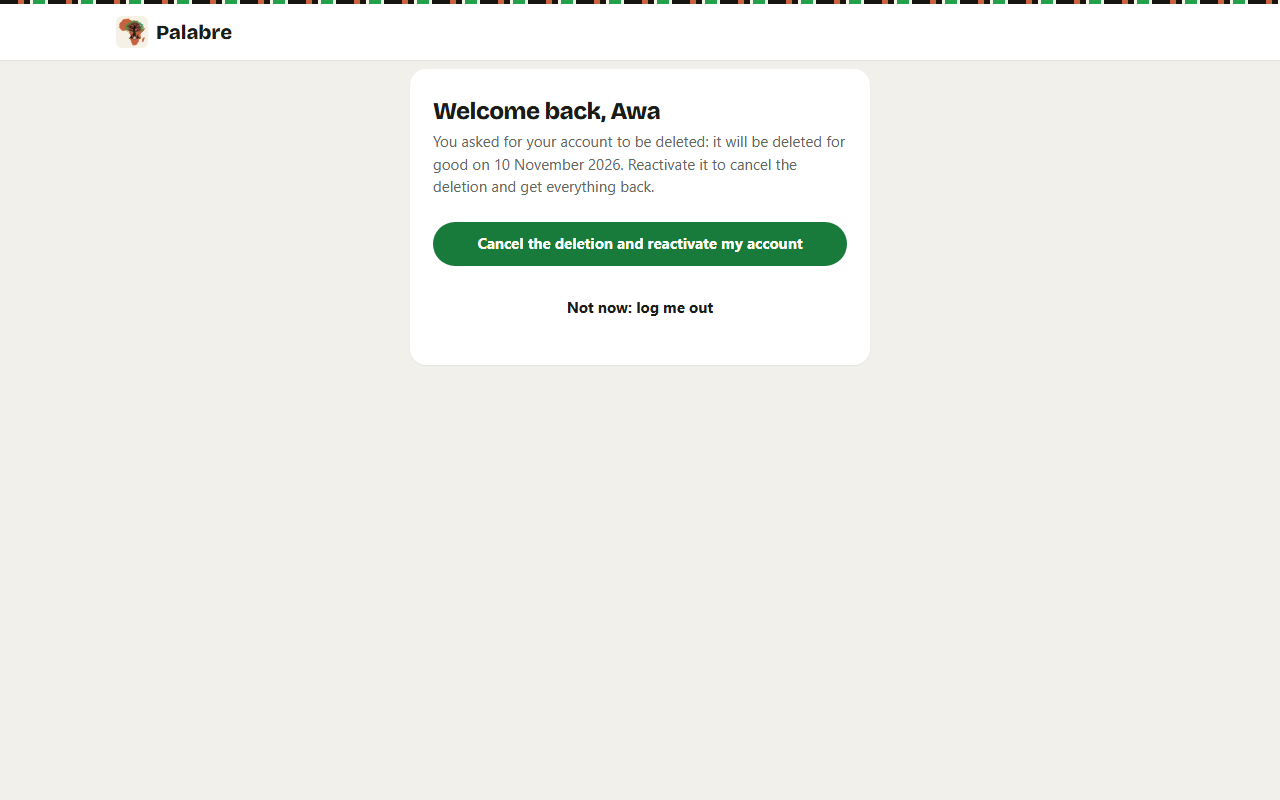 Palabre
Welcome back, Awa
You asked for your account to be deleted: it will be deleted for
good on 10 November 2026. Reactivate it to cancel the
deletion and get everything back.
Cancel the deletion and reactivate my account
Not now: log me out